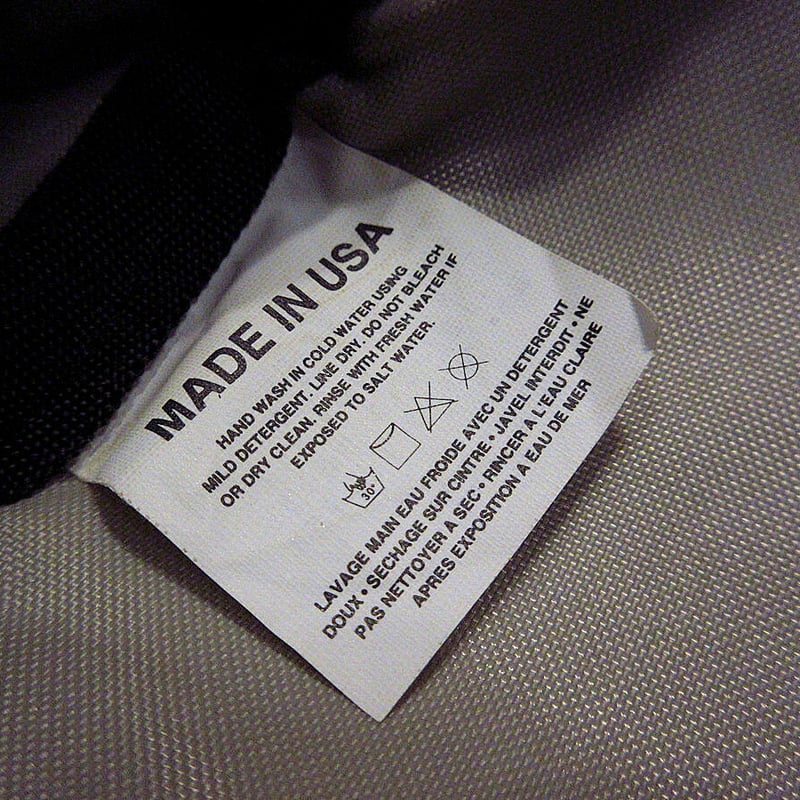 MADE IN USA
HAND WASH IN COLD WATER USING
MILD DETERGENT. LINE DRY. DO NOT BLEACH
OR DRY CLEAN. RINSE WITH FRESH WATER IF
EXPOSED TO SALT WATER.
30°
LAVAGE MAIN EAU FROIDE AVEC UN DETERGENT
DOUX • SECHAGE SUR CINTRE • JAVEL INTERDIT • NE
PAS NETTOYER A SEC • RINCER A L'EAU CLAIRE
APRES EXPOSITION A EAU DE MER